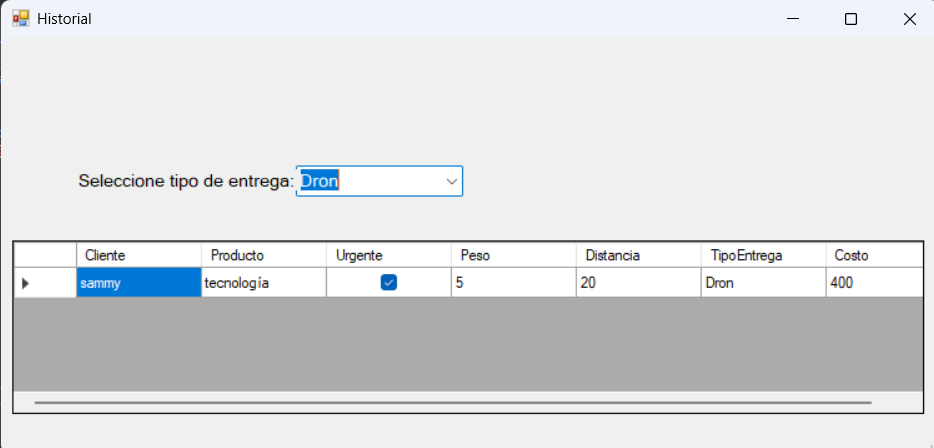 Historial
Seleccione tipo de entrega: Dron
Cliente Producto Urgente Peso Distancia TipoEntrega Costo
sammy tecnología 5 20 Dron 400